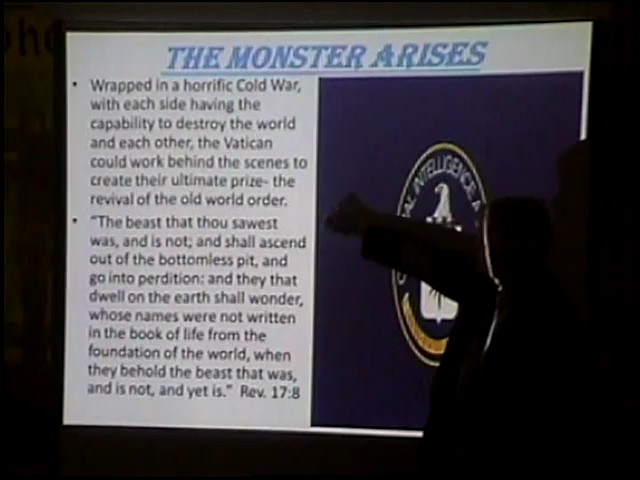 THE MONSTER ARISES
• Wrapped in a horrific Cold War,
with each side having the
capability to destroy the world
and each other, the Vatican
could work behind the scenes to
create their ultimate prize- the
revival of the old world order.
• "The beast that thou sawest
was, and is not; and shall ascend
out of the bottomless pit, and
go into perdition: and they that
dwell on the earth shall wonder,
whose names were not written
in the book of life from the
foundation of the world, when
they behold the beast that was,
and is not, and yet is." Rev. 17:8
INTELLIGENCE